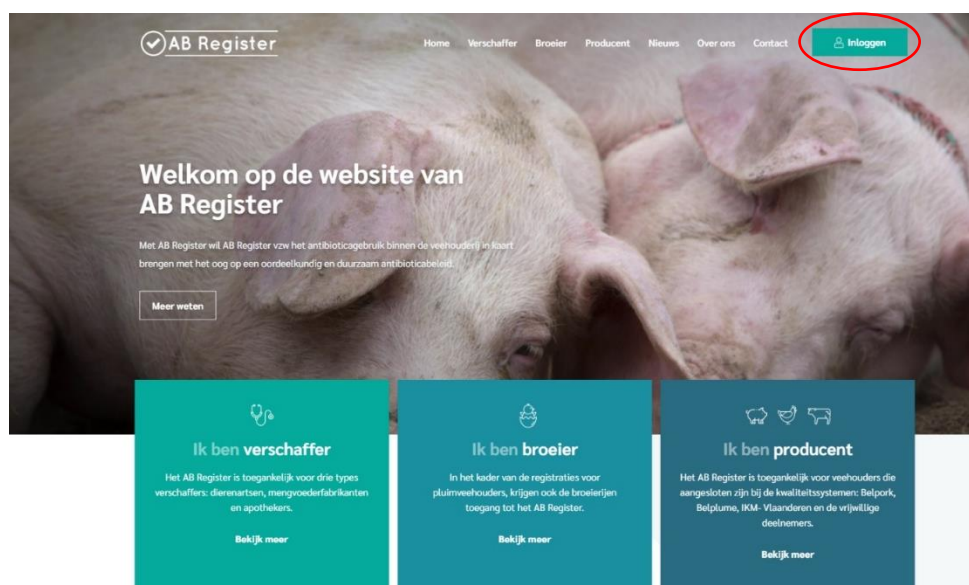 AB Register
Home Verschaffer Broeier Producent Nieuws Over ons Contact Inloggen
Welkom op de website van
AB Register
Met AB Register wil AB Register vzw het antibioticagebruik binnen de veehouderij in kaart
brengen met het oog op een oordeelkundig en duurzaam antibioticabeleid.
Meer weten
Ik ben verschaffer
Het AB Register is toegankelijk voor drie types
verschaffers: dierenartsen, mengvoederfabrikanten
en apothekers.
Bekijk meer
Ik ben broeier
In het kader van de registraties voor
pluimveehouders, krijgen ook de broeierijen
toegang tot het AB Register.
Bekijk meer
Ik ben producent
Het AB Register is toegankelijk voor veehouders die
aangesloten zijn bij de kwaliteitssystemen: Belpork,
Belplume, IKM- Vlaanderen en de vrijwillige
deelnemers.
Bekijk meer